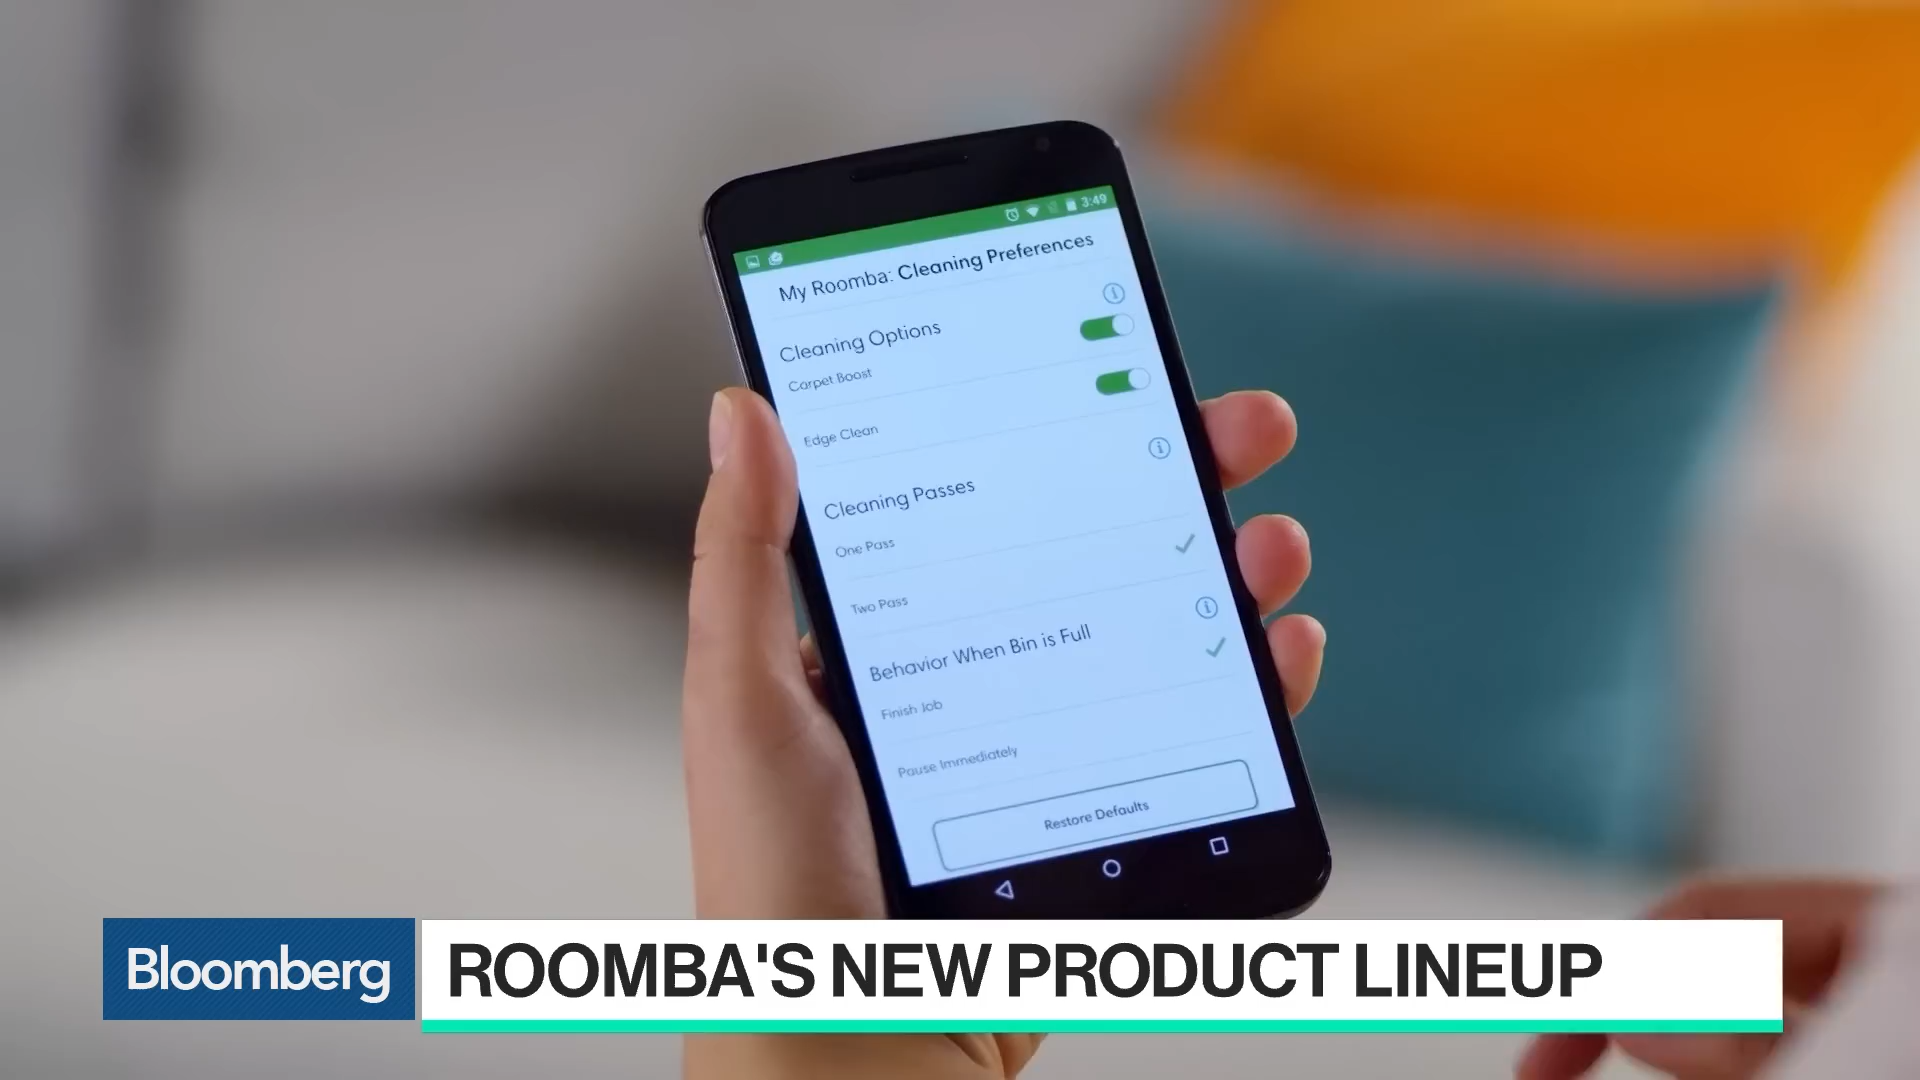 3:49
My Roomba: Cleaning Preferences
Cleaning Options
Carpet Boost
Edge Clean
Cleaning Passes
One Pass
Two Pass
Behavior When Bin is Full
Finish Job
Pause Immediately
Restore Defaults
Bloomberg
ROOMBA'S NEW PRODUCT LINEUP